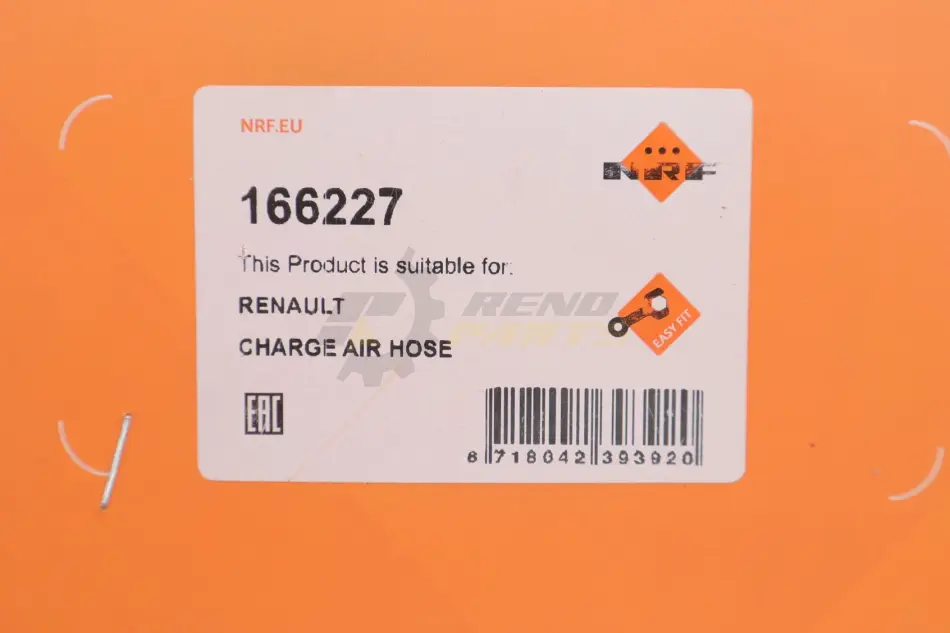 NRF.EU
NRF
166227
This Product is suitable for:
RENAULT
CHARGE AIR HOSE
EASY FIT
RENO
PARTS
EAC
6 718042 393920